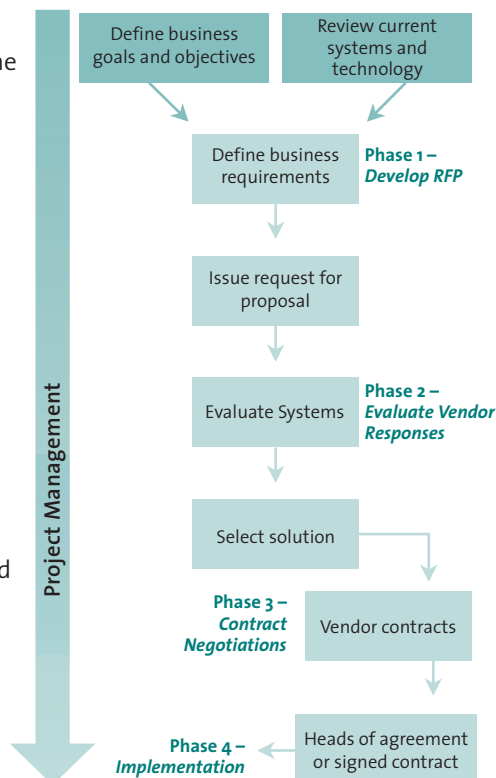 Define business
goals and objectives
Review current
systems and
technology
Define business
requirements
Phase 1 –
Develop RFP
Issue request for
proposal
Evaluate Systems
Phase 2 –
Evaluate Vendor
Responses
Select solution
Phase 3 –
Contract
Negotiations
Vendor contracts
Heads of agreement
or signed contract
Phase 4 –
Implementation
Project Management